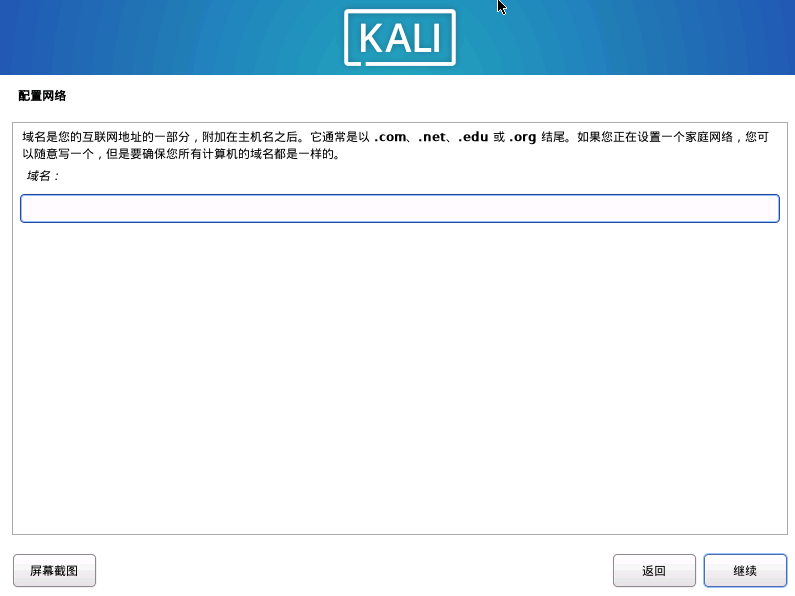 KALI
配置网络
域名是您的互联网地址的一部分，附加在主机名之后。它通常是以 .com、.net、.edu 或 .org 结尾。如果您正在设置一个家庭网络，您可
以随意写一个，但是要确保您所有计算机的域名都是一样的。
域名：
屏幕截图 返回 继续